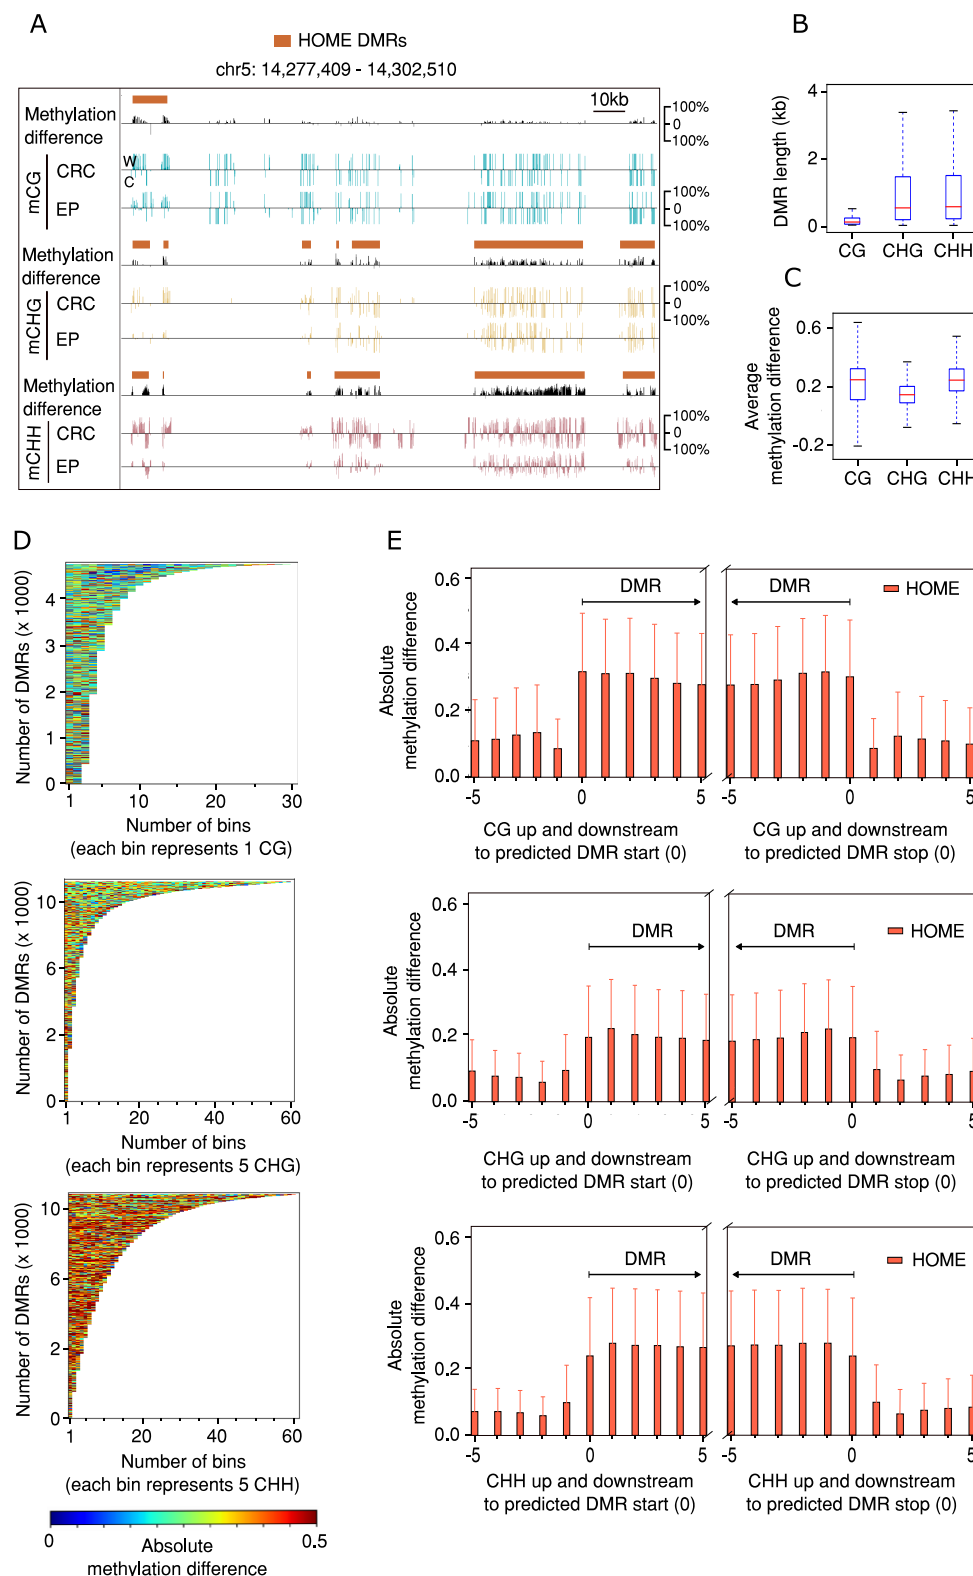 A
HOME DMRs
chr5: 14,277,409 - 14,302,510
10kb
Methylation
difference
100%
0
100%
mCG
CRC
W
C
EP
100%
0
100%
Methylation
difference
mCHG
CRC
100%
0
100%
EP
Methylation
difference
mCHH
CRC
100%
0
100%
EP
B
DMR length (kb)
4
2
0
CG
CHG
CHH
C
Average
methylation difference
0.6
0.2
-0.2
CG
CHG
CHH
D
Number of DMRs (x 1000)
4
3
2
1
0
1
10
20
30
Number of bins
(each bin represents 1 CG)
Number of DMRs (x 1000)
10
6
2
0
1
20
40
60
Number of bins
(each bin represents 5 CHG)
Number of DMRs (x 1000)
10
6
2
0
1
20
40
60
Number of bins
(each bin represents 5 CHH)
0
0.5
Absolute
methylation difference
E
Absolute
methylation difference
0.6
0.4
0.2
0.0
DMR
DMR
HOME
-5
0
5
-5
0
5
CG up and downstream
to predicted DMR start (0)
CG up and downstream
to predicted DMR stop (0)
Absolute
methylation difference
0.6
0.4
0.2
0.0
DMR
DMR
HOME
-5
0
5
-5
0
5
CHG up and downstream
to predicted DMR start (0)
CHG up and downstream
to predicted DMR stop (0)
Absolute
methylation difference
0.6
0.4
0.2
0.0
DMR
DMR
HOME
-5
0
5
-5
0
5
CHH up and downstream
to predicted DMR start (0)
CHH up and downstream
to predicted DMR stop (0)